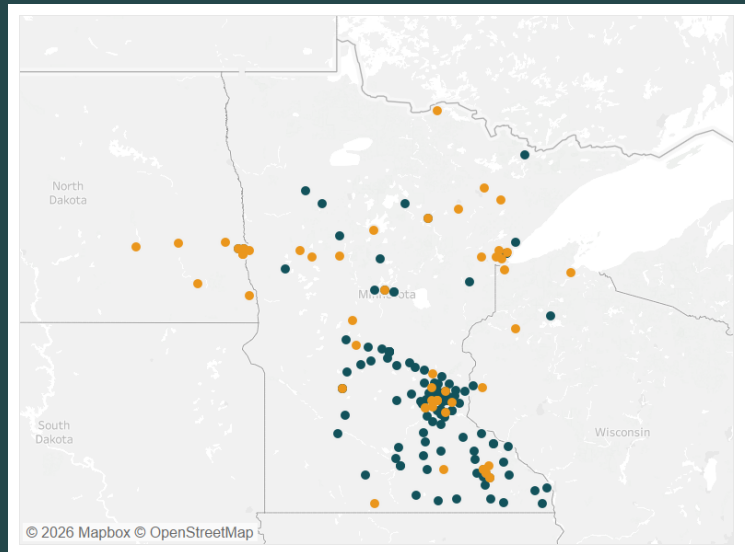 North
Dakota
Minnesota
South
Dakota
Wisconsin
© 2026 Mapbox © OpenStreetMap